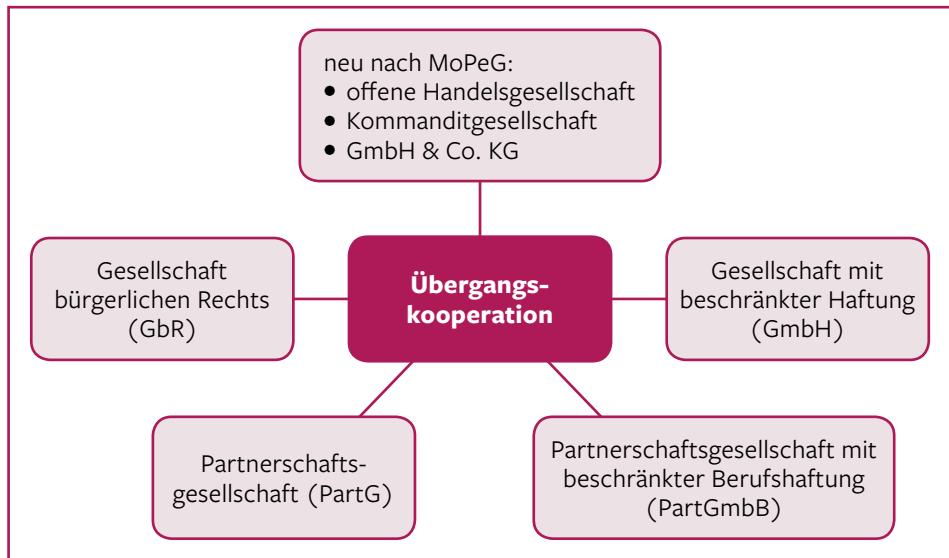 neu nach MoPeG:
• offene Handelsgesellschaft
• Kommanditgesellschaft
• GmbH & Co. KG
Gesellschaft
bürgerlichen Rechts
(GbR)
Übergangs-
kooperation
Gesellschaft mit
beschränkter Haftung
(GmbH)
Partnerschafts-
gesellschaft (PartG)
Partnerschaftsgesellschaft mit
beschränkter Berufshaftung
(PartGmbB)